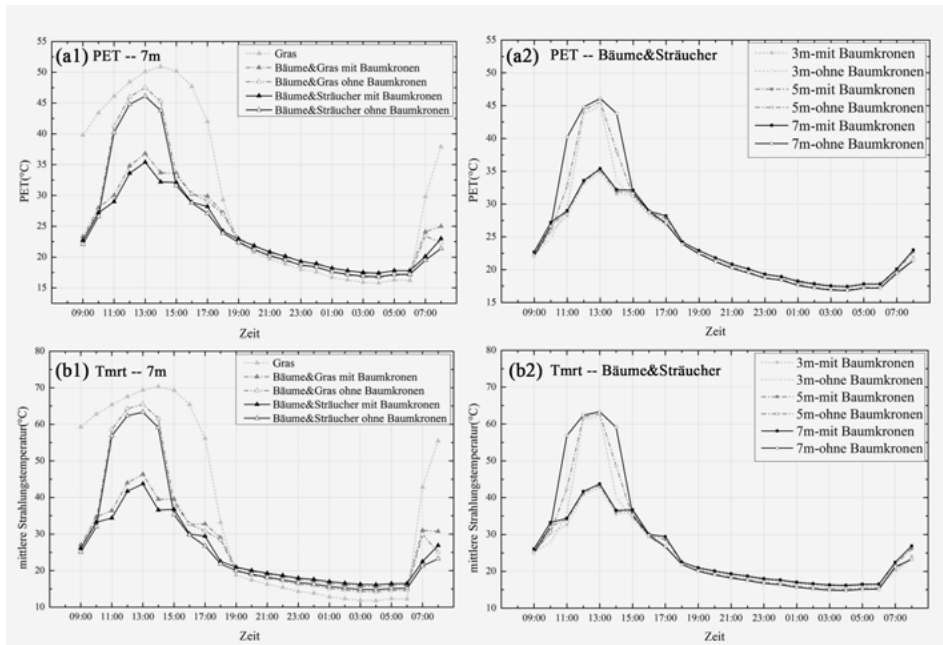 (a1) PET -- 7m
Gras
Bäume&Gras mit Baumkronen
Bäume&Gras ohne Baumkronen
Bäume&Sträucher mit Baumkronen
Bäume&Sträucher ohne Baumkronen
PET(°C)
55
50
45
40
35
30
25
20
15
09:00 11:00 13:00 15:00 17:00 19:00 21:00 23:00 01:00 03:00 05:00 07:00
Zeit
(a2) PET -- Bäume&Sträucher
3m-mit Baumkronen
3m-ohne Baumkronen
5m-mit Baumkronen
5m-ohne Baumkronen
7m-mit Baumkronen
7m-ohne Baumkronen
PET(°C)
55
50
45
40
35
30
25
20
15
09:00 11:00 13:00 15:00 17:00 19:00 21:00 23:00 01:00 03:00 05:00 07:00
Zeit
(b1) Tmrt -- 7m
Gras
Bäume&Gras mit Baumkronen
Bäume&Gras ohne Baumkronen
Bäume&Sträucher mit Baumkronen
Bäume&Sträucher ohne Baumkronen
mittlere Strahlungstemperatur(°C)
80
70
60
50
40
30
20
10
09:00 11:00 13:00 15:00 17:00 19:00 21:00 23:00 01:00 03:00 05:00 07:00
Zeit
(b2) Tmrt -- Bäume&Sträucher
3m-mit Baumkronen
3m-ohne Baumkronen
5m-mit Baumkronen
5m-ohne Baumkronen
7m-mit Baumkronen
7m-ohne Baumkronen
mittlere Strahlungstemperatur(°C)
80
70
60
50
40
30
20
10
09:00 11:00 13:00 15:00 17:00 19:00 21:00 23:00 01:00 03:00 05:00 07:00
Zeit